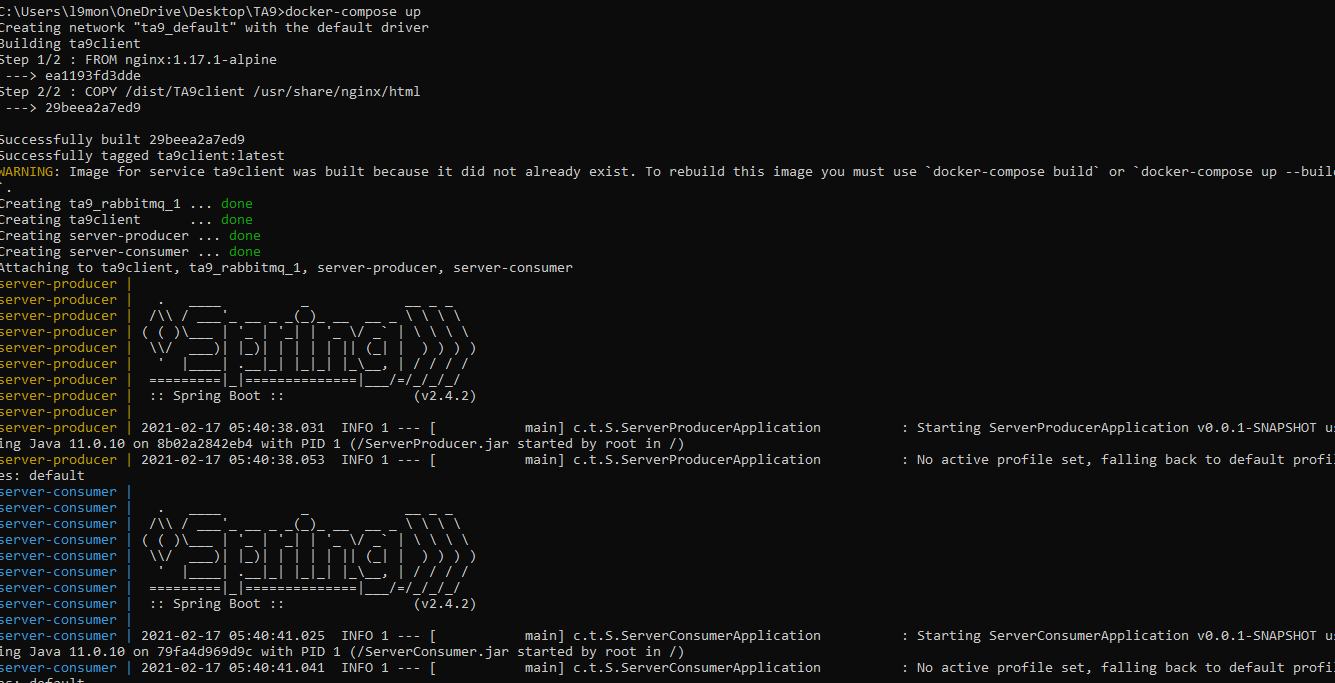 C:\Users\l9mon\OneDrive\Desktop\TA9>docker-compose up
Creating network "ta9_default" with the default driver
Building ta9client
Step 1/2 : FROM nginx:1.17.1-alpine
 ---> ea1193fd3dde
Step 2/2 : COPY /dist/TA9client /usr/share/nginx/html
 ---> 29beea2a7ed9

Successfully built 29beea2a7ed9
Successfully tagged ta9client:latest
WARNING: Image for service ta9client was built because it did not already exist. To rebuild this image you must use `docker-compose build` or `docker-compose up --buil
`.
Creating ta9_rabbitmq_1 ... done
Creating ta9client      ... done
Creating server-producer ... done
Creating server-consumer ... done
Attaching to ta9client, ta9_rabbitmq_1, server-producer, server-consumer
server-producer |
server-producer |   .   ____          _            __ _ _
server-producer |  /\\ / ___'_ __ _ _(_)_ __  __ _ \ \ \ \
server-producer | ( ( )\___ | '_ | '_| | '_ \/ _` | \ \ \ \
server-producer |  \\/  ___)| |_)| | | | | || (_| |  ) ) ) )
server-producer |   '  |____| .__|_| |_|_| |_\__, | / / / /
server-producer |  =========|_|==============|___/=/_/_/_/
server-producer |  :: Spring Boot ::                (v2.4.2)
server-producer |
server-producer | 2021-02-17 05:40:38.031  INFO 1 --- [           main] c.t.S.ServerProducerApplication          : Starting ServerProducerApplication v0.0.1-SNAPSHOT us
ing Java 11.0.10 on 8b02a2842eb4 with PID 1 (/ServerProducer.jar started by root in /)
server-producer | 2021-02-17 05:40:38.053  INFO 1 --- [           main] c.t.S.ServerProducerApplication          : No active profile set, falling back to default profil
es: default
server-consumer |
server-consumer |   .   ____          _            __ _ _
server-consumer |  /\\ / ___'_ __ _ _(_)_ __  __ _ \ \ \ \
server-consumer | ( ( )\___ | '_ | '_| | '_ \/ _` | \ \ \ \
server-consumer |  \\/  ___)| |_)| | | | | || (_| |  ) ) ) )
server-consumer |   '  |____| .__|_| |_|_| |_\__, | / / / /
server-consumer |  =========|_|==============|___/=/_/_/_/
server-consumer |  :: Spring Boot ::                (v2.4.2)
server-consumer |
server-consumer | 2021-02-17 05:40:41.025  INFO 1 --- [           main] c.t.S.ServerConsumerApplication          : Starting ServerConsumerApplication v0.0.1-SNAPSHOT us
ing Java 11.0.10 on 79fa4d969d9c with PID 1 (/ServerConsumer.jar started by root in /)
server-consumer | 2021-02-17 05:40:41.041  INFO 1 --- [           main] c.t.S.ServerConsumerApplication          : No active profile set, falling back to default profil
es: default